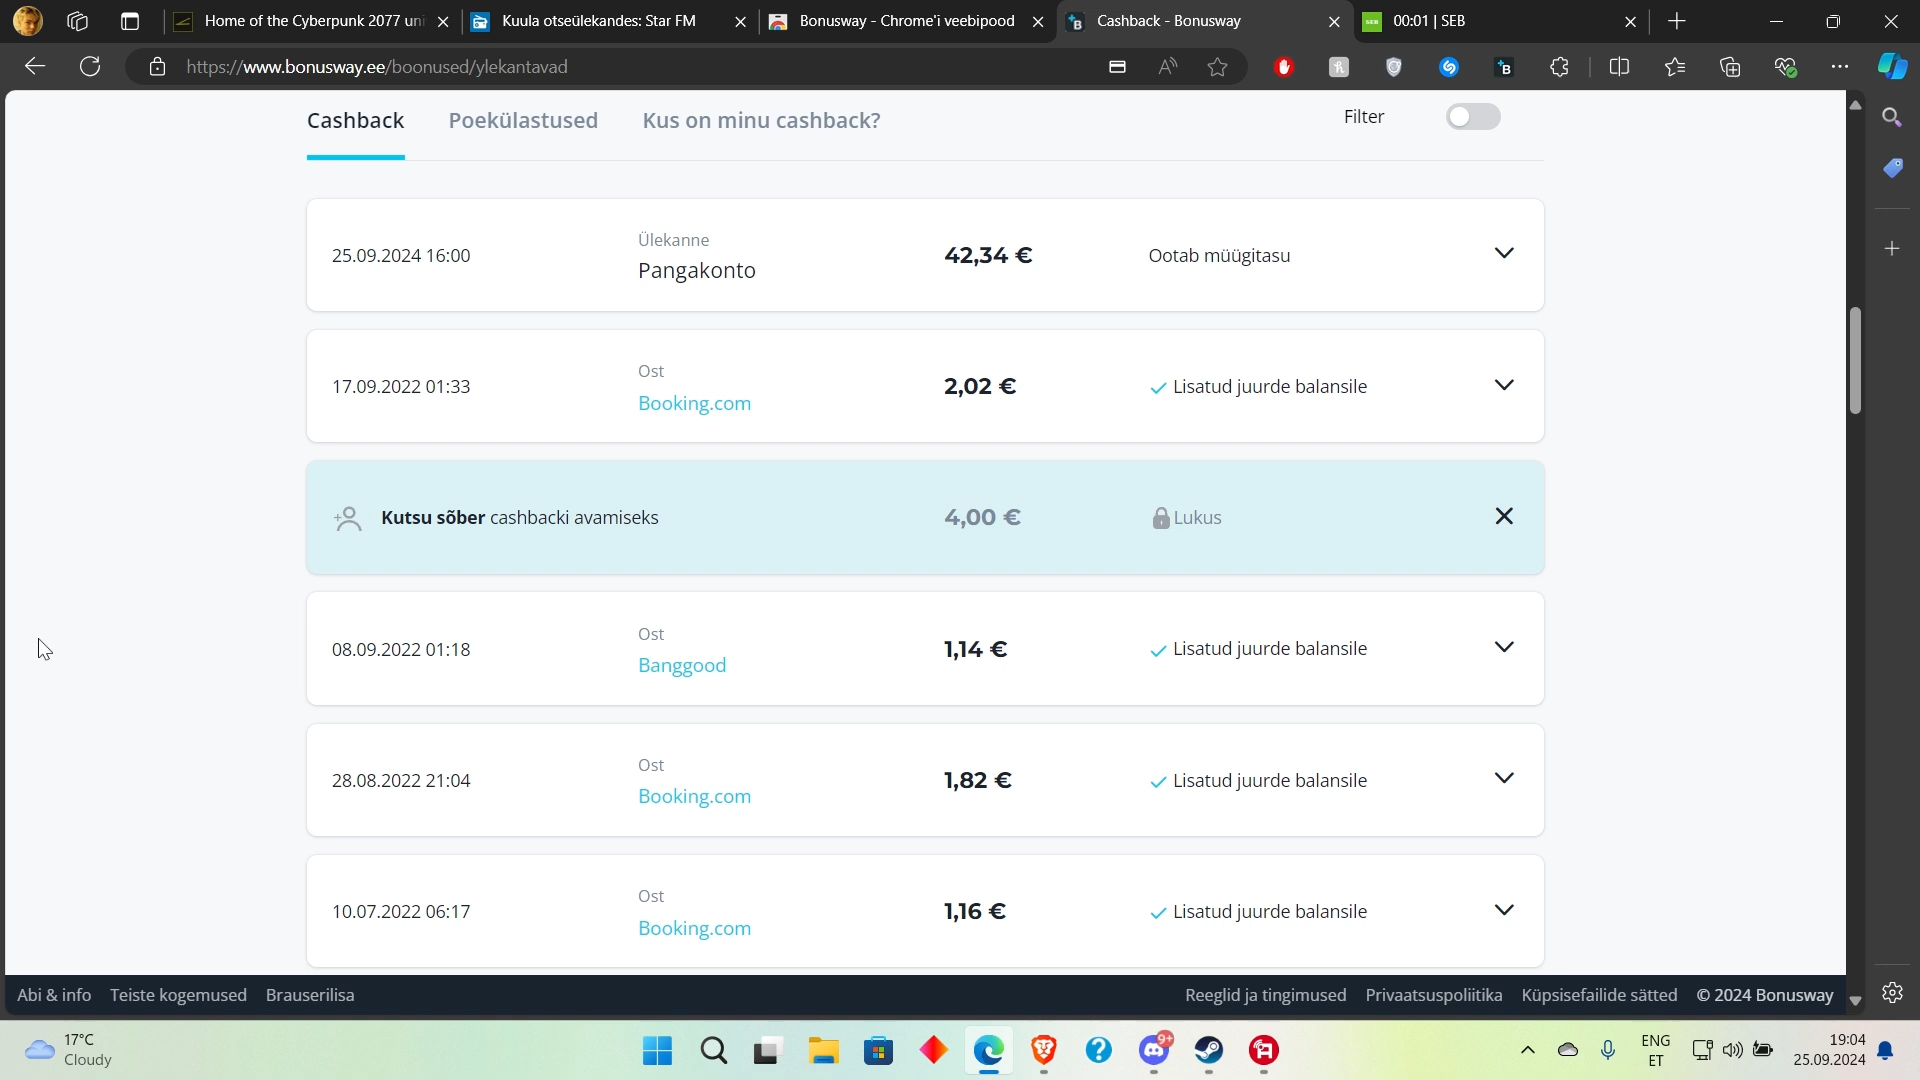 Home of the Cyberpunk 2077 uni
Kuula otseülekandes: Star FM
Bonusway - Chrome'i veebipood
Cashback - Bonusway
00:01 | SEB
https://www.bonusway.ee/boonused/ylekantavad
Cashback
Poekülastused
Kus on minu cashback?
Filter
25.09.2024 16:00
Ülekanne
Pangakonto
42,34 €
Ootab müügitasu
17.09.2022 01:33
Ost
Booking.com
2,02 €
Lisatud juurde balansile
Kutsu sõber cashbacki avamiseks
4,00 €
Lukus
08.09.2022 01:18
Ost
Banggood
1,14 €
Lisatud juurde balansile
28.08.2022 21:04
Ost
Booking.com
1,82 €
Lisatud juurde balansile
10.07.2022 06:17
Ost
Booking.com
1,16 €
Lisatud juurde balansile
Abi & info
Teiste kogemused
Brauserilisa
Reeglid ja tingimused
Privaatsuspoliitika
Küpsisefailide sätted
© 2024 Bonusway
17°C
Cloudy
9+
ENG
ET
19:04
25.09.2024